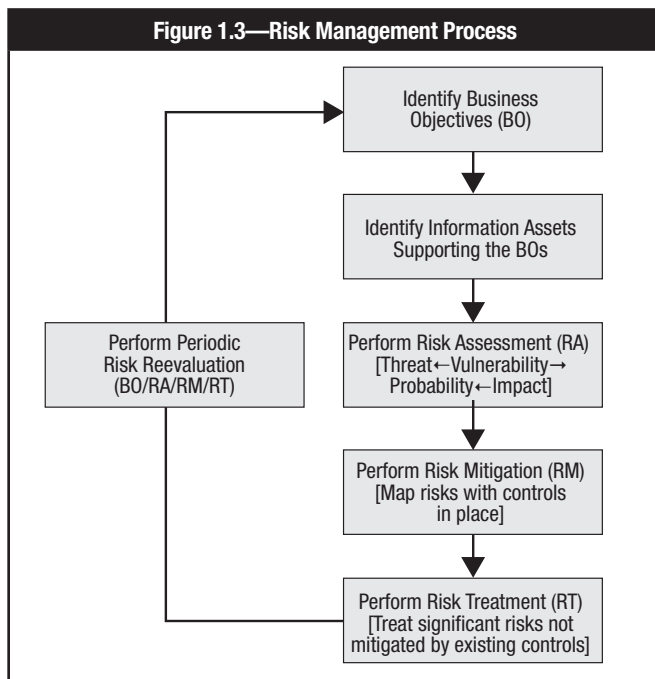 Figure 1.3—Risk Management Process
Identify Business
Objectives (BO)
Identify Information Assets
Supporting the BOs
Perform Periodic
Risk Reevaluation
(BO/RA/RM/RT)
Perform Risk Assessment (RA)
[Threat←Vulnerability→
Probability←Impact]
Perform Risk Mitigation (RM)
[Map risks with controls
in place]
Perform Risk Treatment (RT)
[Treat significant risks not
mitigated by existing controls]